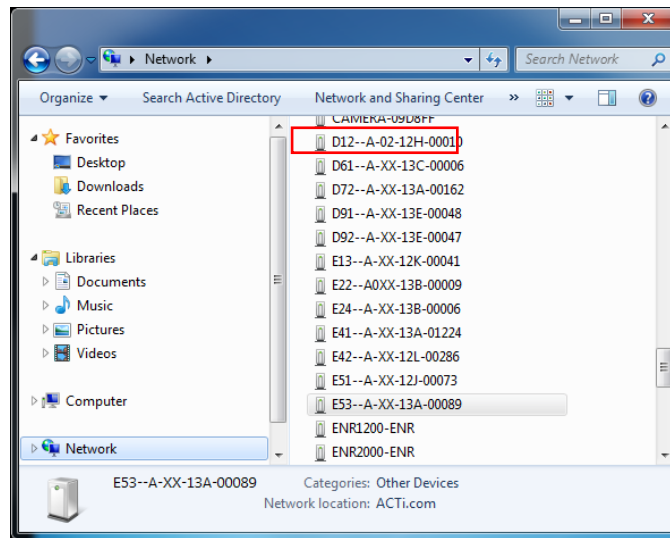 Network
Search Network
Organize
Search Active Directory
Network and Sharing Center
»
Favorites
Desktop
Downloads
Recent Places
Libraries
Documents
Music
Pictures
Videos
Computer
Network
CAMERA-09D8FF
D12--A-02-12H-00010
D61--A-XX-13C-00006
D72--A-XX-13A-00162
D91--A-XX-13E-00048
D92--A-XX-13E-00047
E13--A-XX-12K-00041
E22--A0XX-13B-00009
E24--A-XX-13B-00006
E41--A-XX-13A-01224
E42--A-XX-12L-00286
E51--A-XX-12J-00073
E53--A-XX-13A-00089
ENR1200-ENR
ENR2000-ENR
E53--A-XX-13A-00089
Categories: Other Devices
Network location: ACTi.com